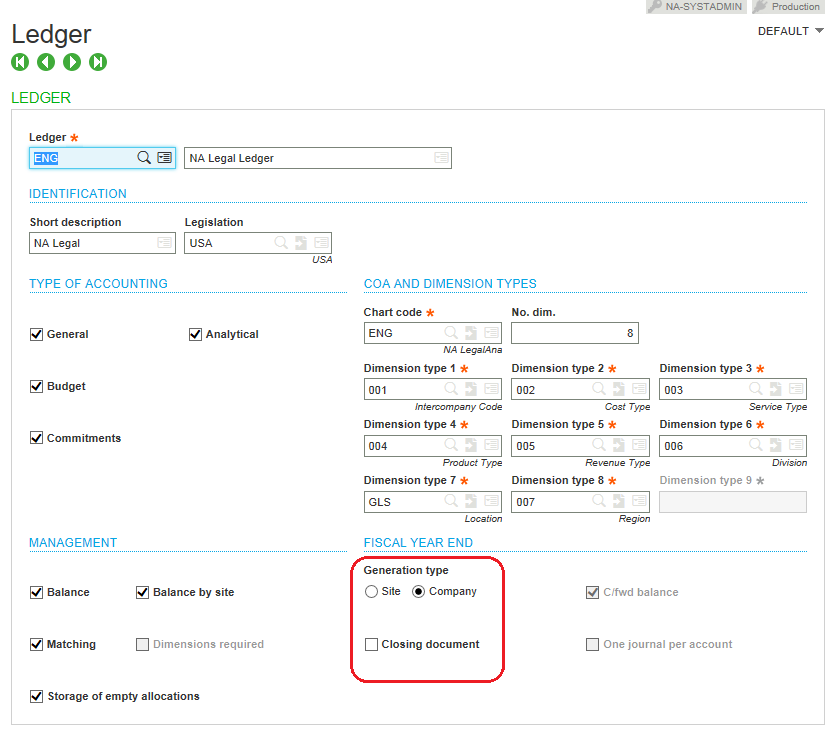 NA-SYSTADMIN Production
Ledger
DEFAULT
LEDGER
Ledger *
ENG NA Legal Ledger
IDENTIFICATION
Short description Legislation
NA Legal USA
USA
TYPE OF ACCOUNTING COA AND DIMENSION TYPES
Chart code * No. dim.
General Analytical ENG 8
NA LegalAna
Dimension type 1 * Dimension type 2 * Dimension type 3 *
Budget 001 002 003
Intercompany Code Cost Type Service Type
Dimension type 4 * Dimension type 5 * Dimension type 6 *
Commitments 004 005 006
Product Type Revenue Type Division
Dimension type 7 * Dimension type 8 * Dimension type 9 *
GLS 007
Location Region
MANAGEMENT FISCAL YEAR END
Generation type
Balance Balance by site Site Company C/fwd balance
Matching Dimensions required Closing document One journal per account
Storage of empty allocations